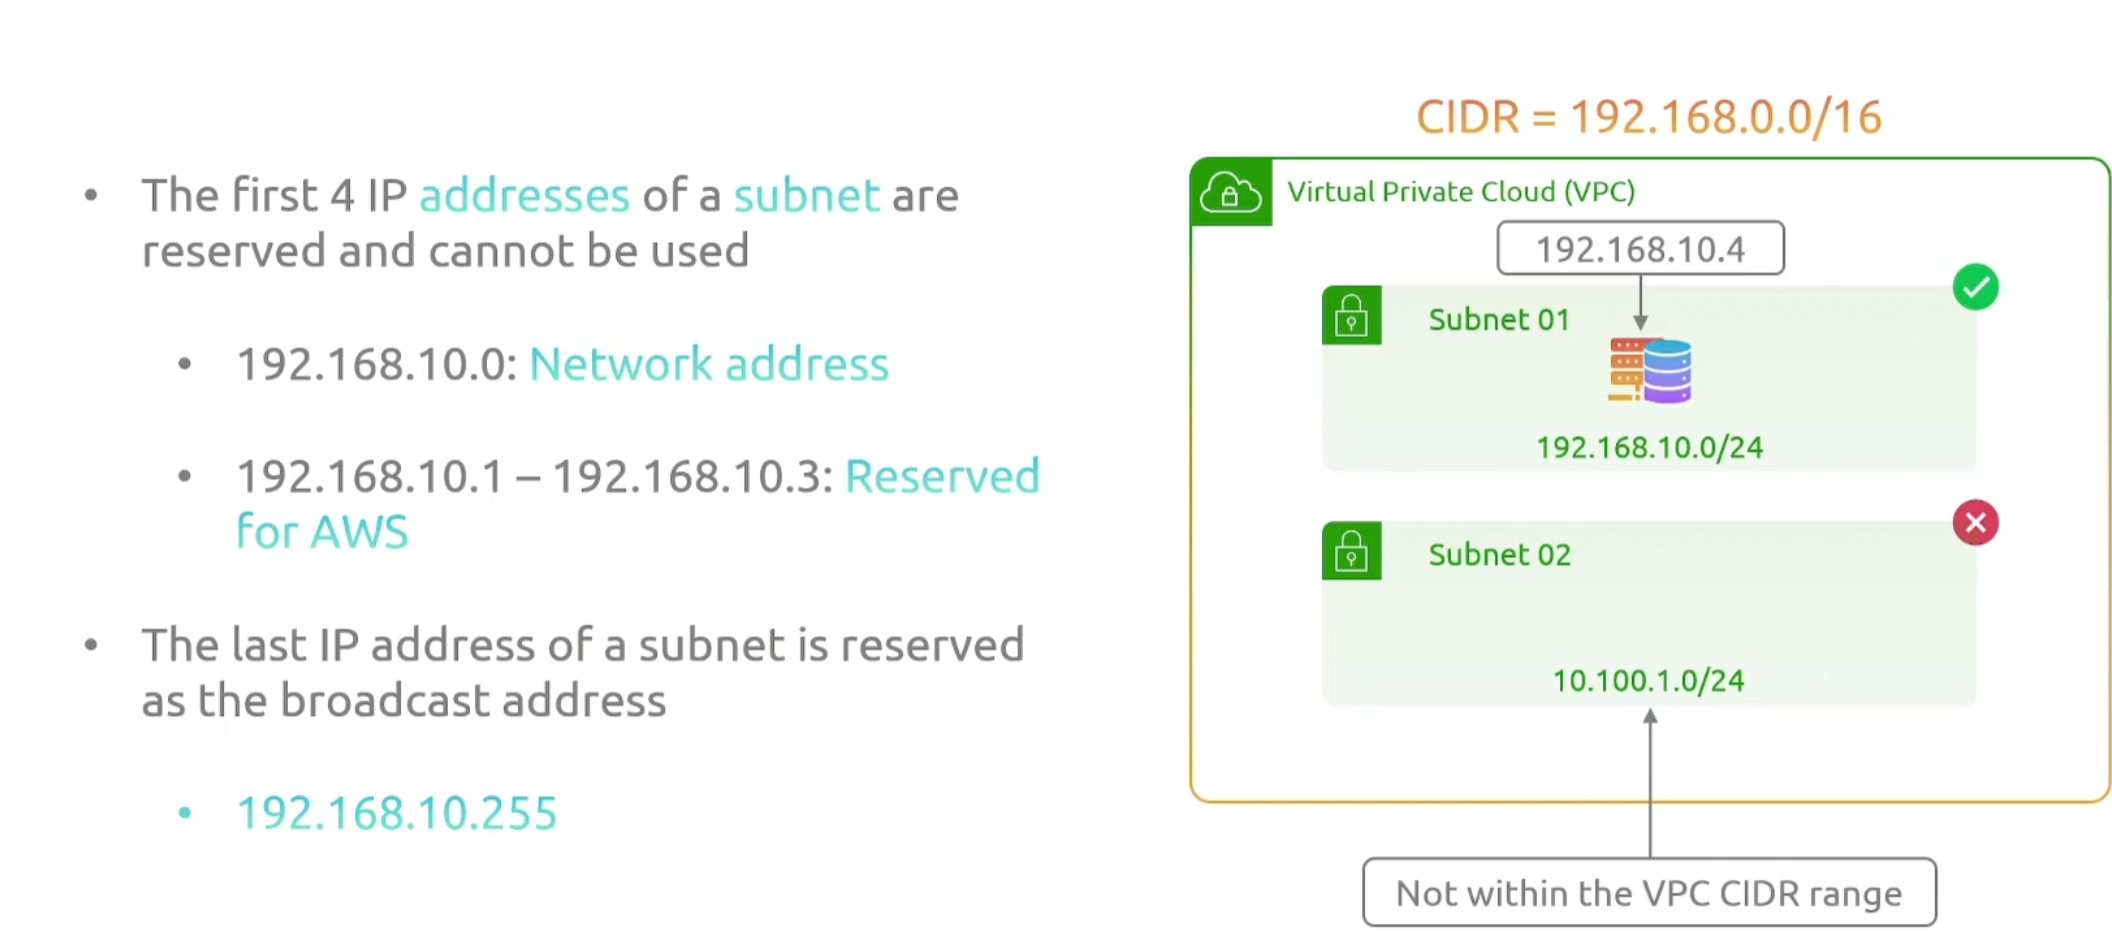 • The first 4 IP addresses of a subnet are
reserved and cannot be used
• 192.168.10.0: Network address
• 192.168.10.1 – 192.168.10.3: Reserved
for AWS
• The last IP address of a subnet is reserved
as the broadcast address
• 192.168.10.255
CIDR = 192.168.0.0/16
Virtual Private Cloud (VPC)
192.168.10.4
Subnet 01
192.168.10.0/24
Subnet 02
10.100.1.0/24
Not within the VPC CIDR range